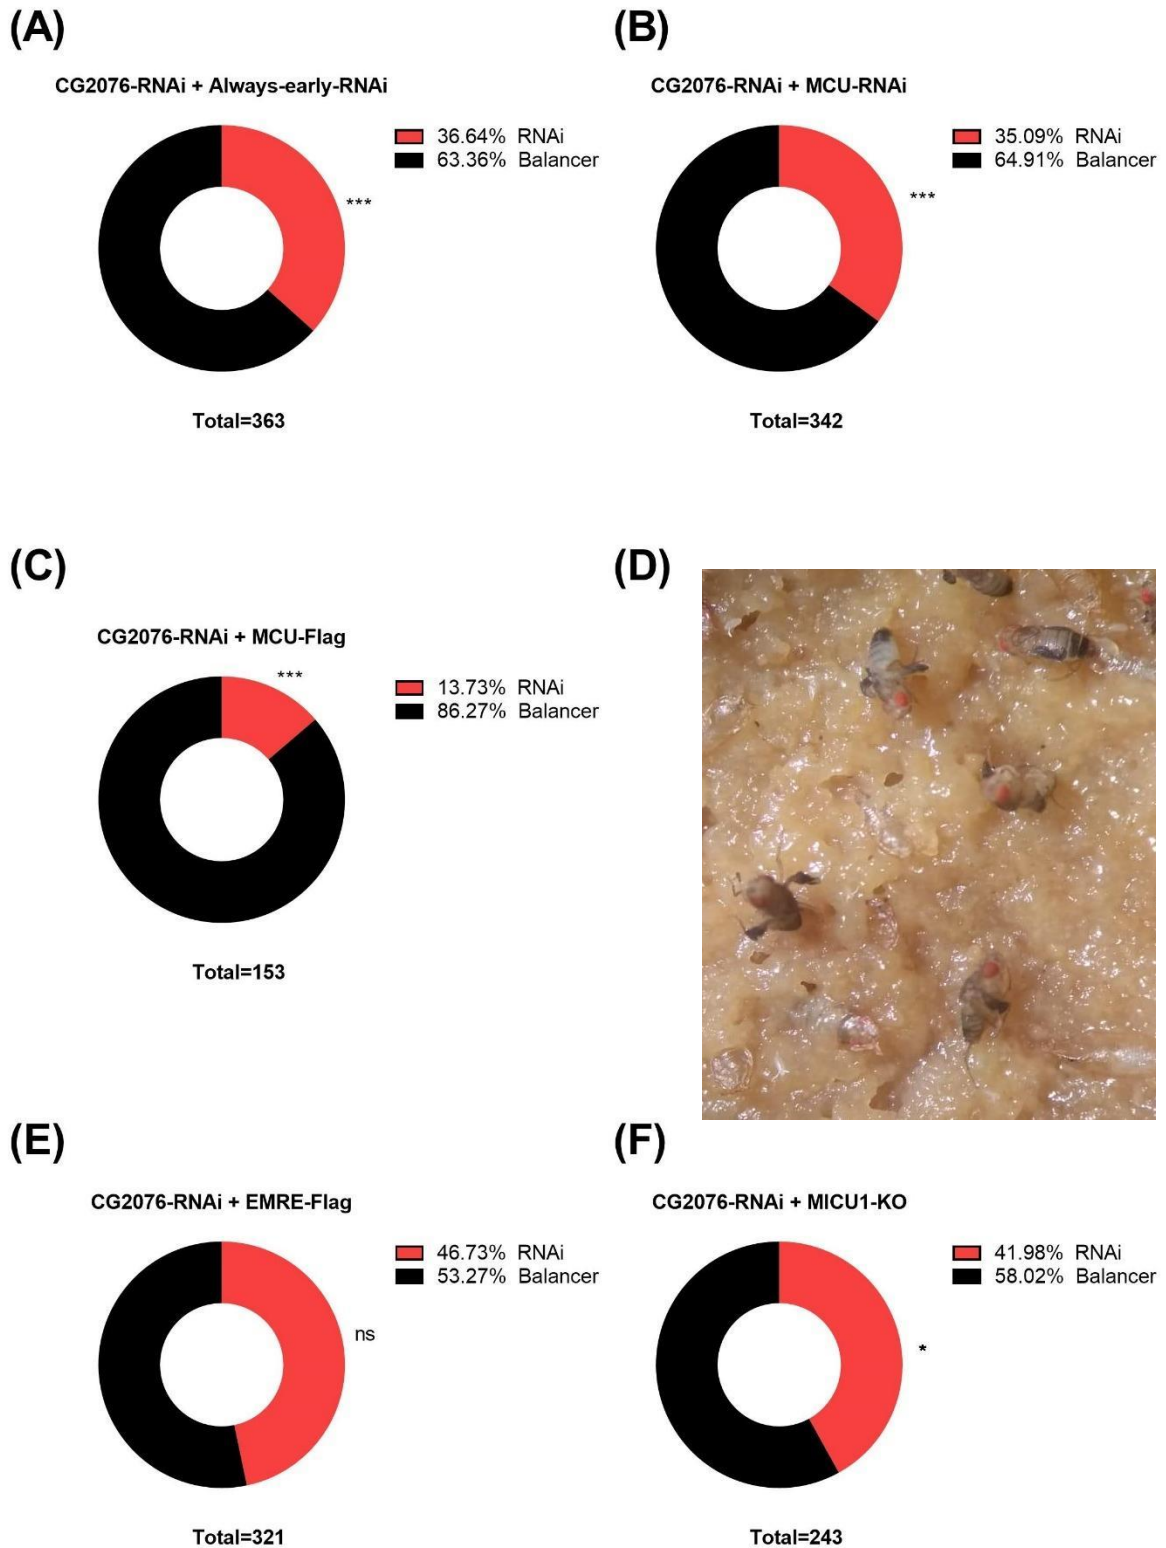 (A)
CG2076-RNAi + Always-early-RNAi
36.64% RNAi
63.36% Balancer
***
Total=363
(B)
CG2076-RNAi + MCU-RNAi
35.09% RNAi
64.91% Balancer
***
Total=342
(C)
CG2076-RNAi + MCU-Flag
***
13.73% RNAi
86.27% Balancer
Total=153
(D)
(E)
CG2076-RNAi + EMRE-Flag
46.73% RNAi
53.27% Balancer
ns
Total=321
(F)
CG2076-RNAi + MICU1-KO
41.98% RNAi
58.02% Balancer
*
Total=243